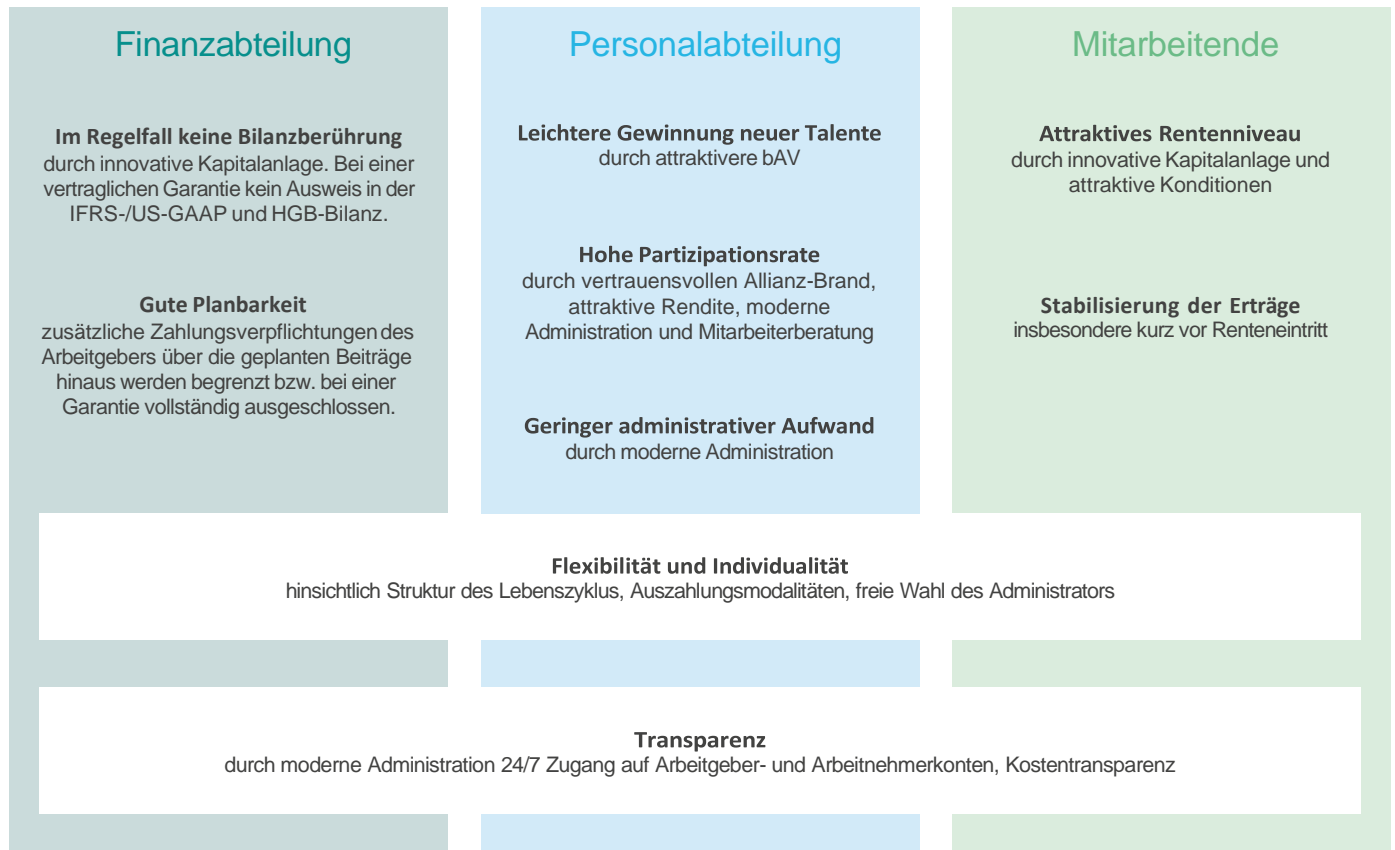 Finanzabteilung
Im Regelfall keine Bilanzberührung
durch innovative Kapitalanlage. Bei einer
vertraglichen Garantie kein Ausweis in der
IFRS-/US-GAAP und HGB-Bilanz.
Gute Planbarkeit
zusätzliche Zahlungsverpflichtungen des
Arbeitgebers über die geplanten Beiträge
hinaus werden begrenzt bzw. bei einer
Garantie vollständig ausgeschlossen.
Personalabteilung
Leichtere Gewinnung neuer Talente
durch attraktivere bAV
Hohe Partizipationsrate
durch vertrauensvollen Allianz-Brand,
attraktive Rendite, moderne
Administration und Mitarbeiterberatung
Geringer administrativer Aufwand
durch moderne Administration
Mitarbeitende
Attraktives Rentenniveau
durch innovative Kapitalanlage und
attraktive Konditionen
Stabilisierung der Erträge
insbesondere kurz vor Renteneintritt
Flexibilität und Individualität
hinsichtlich Struktur des Lebenszyklus, Auszahlungsmodalitäten, freie Wahl des Administrators
Transparenz
durch moderne Administration 24/7 Zugang auf Arbeitgeber- und Arbeitnehmerkonten, Kostentransparenz